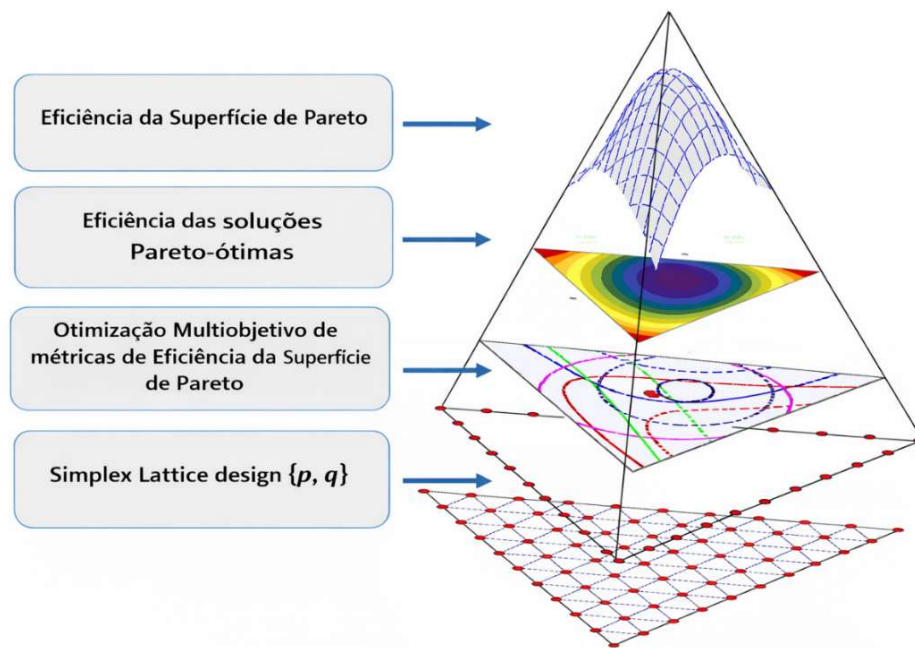 Eficiência da Superfície de Pareto
Eficiência das soluções
Pareto-ótimas
Otimização Multiobjetivo de
métricas de Eficiência da Superfície
de Pareto
Simplex Lattice design {p, q}